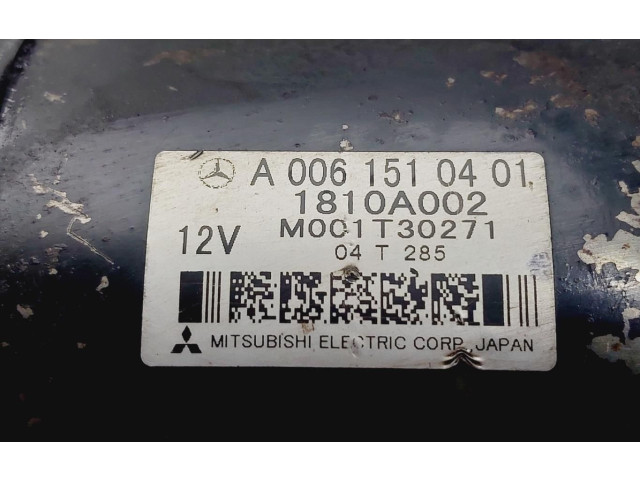 A 006 151 04 01
1810A002
12V M001T30271
04 T 285
MITSUBISHI ELECTRIC CORP. JAPAN